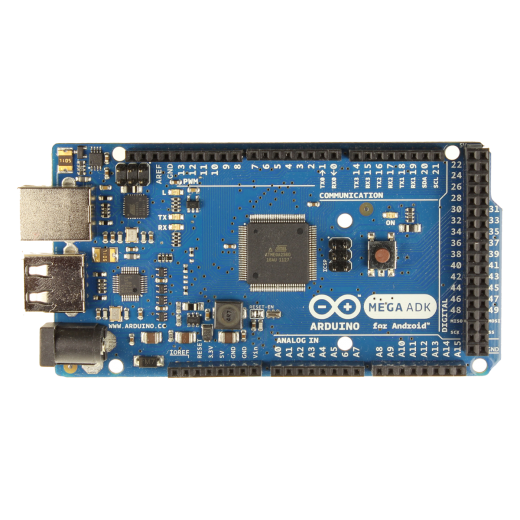 AREF
GND
13
12
11
10
9
8
7
6
5
4
3
2
1
0
PWM
TX0
RX0
TX3 14
RX3 15
TX2 16
RX2 17
TX1 18
RX1 19
SDA 20
SCL 21
COMMUNICATION
L
TX
RX
22
24
26
28
30
32
34
36
38
40
42
44
46
48
31
33
35
37
39
41
43
45
47
49
ICSP
ON
RESET-EN
ARDUINO
MEGA ADK
for Android™
DIGITAL
WWW.ARDUINO.CC
IOREF
RESET
3.3V
5V
GND
GND
Vin
ANALOG IN
A0
A1
A2
A3
A4
A5
A6
A7
A8
A9
A10
A11
A12
A13
A14
A15
GND